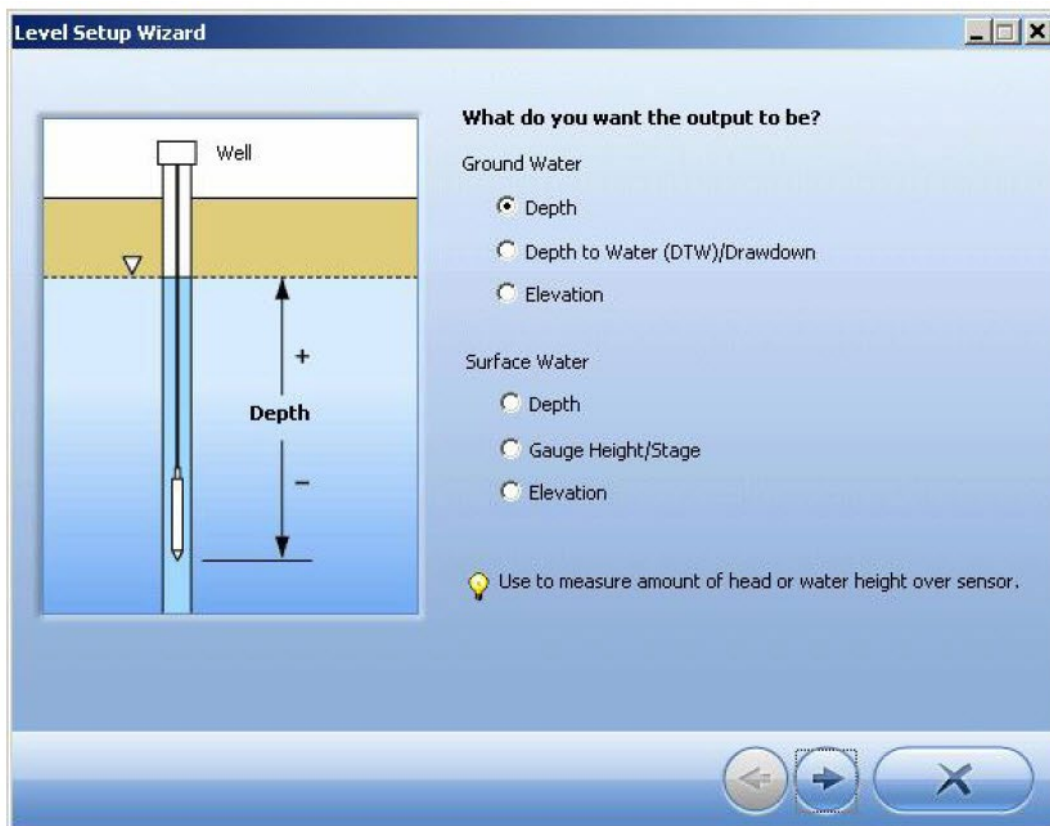 Level Setup Wizard
Well
+
Depth
–
What do you want the output to be?
Ground Water
Depth
Depth to Water (DTW)/Drawdown
Elevation
Surface Water
Depth
Gauge Height/Stage
Elevation
Use to measure amount of head or water height over sensor.